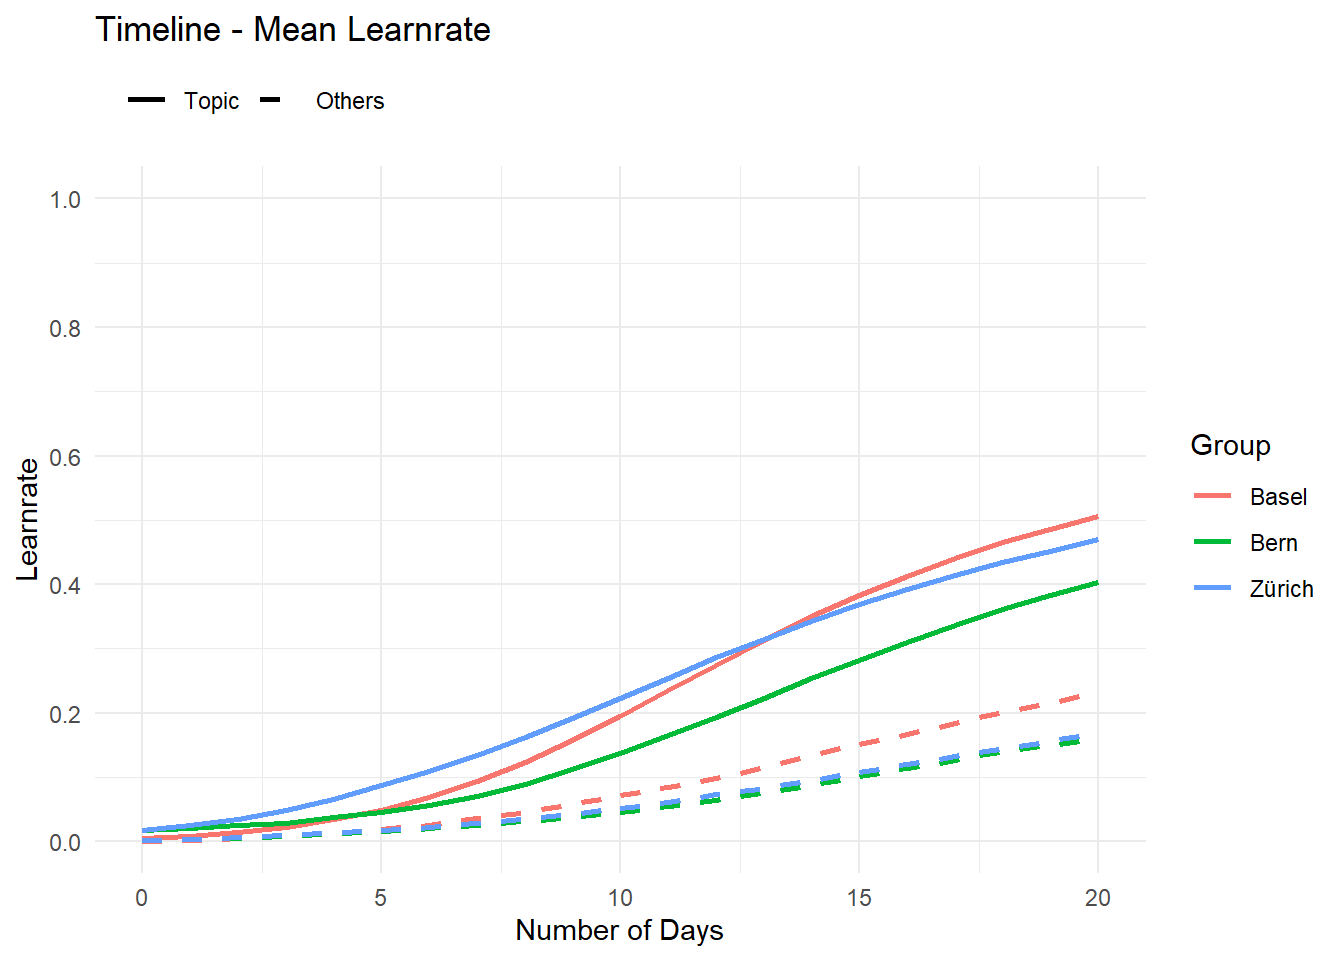 Timeline - Mean Learnrate
Topic Others
1.0
0.8
0.6
0.4
0.2
0.0
Learnrate
0 5 10 15 20
Number of Days
Group
Basel
Bern
Zürich